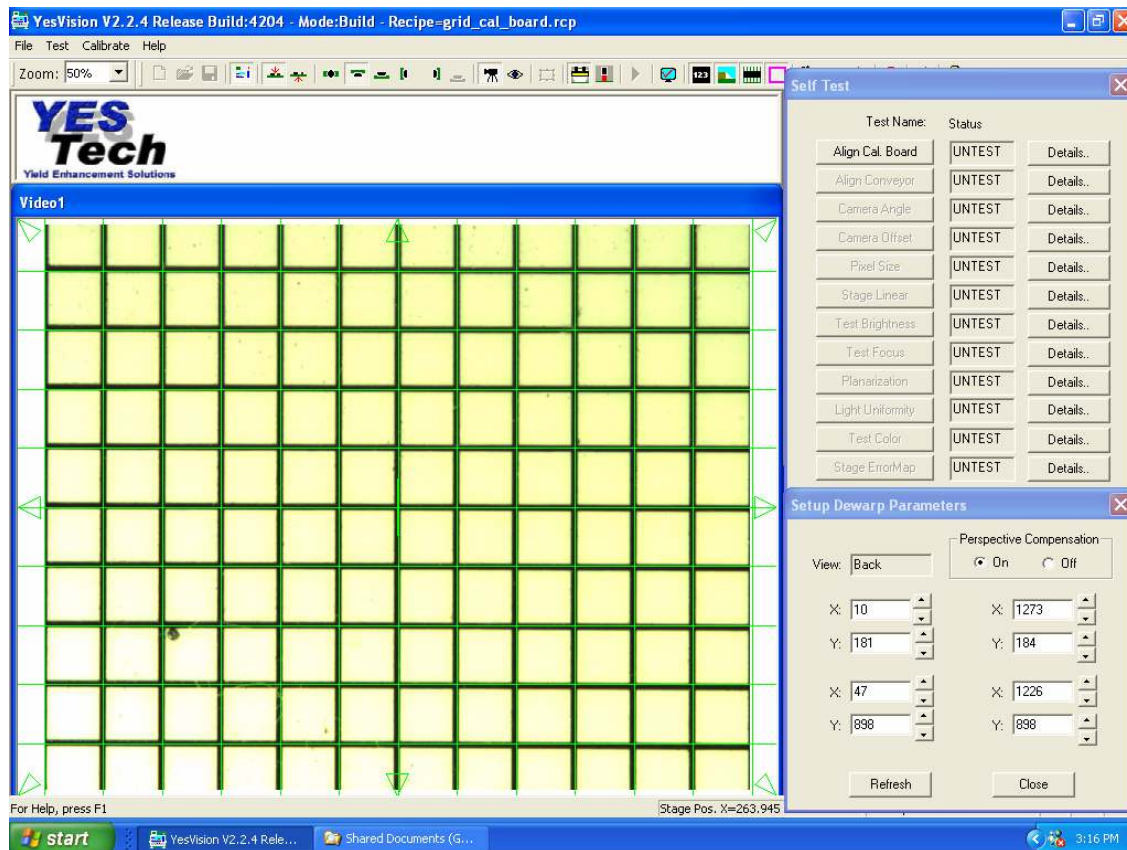 YesVision V2.2.4 Release Build:4204 - Mode:Build - Recipe=grid_cal_board.rcp
File Test Calibrate Help
Zoom: 50%
123
YES
Tech
Yield Enhancement Solutions
Video1
Self Test
Test Name: Status
Align Cal. Board UNTEST Details..
Align Conveyor UNTEST Details..
Camera Angle UNTEST Details..
Camera Offset UNTEST Details..
Pixel Size UNTEST Details..
Stage Linear UNTEST Details..
Test Brightness UNTEST Details..
Test Focus UNTEST Details..
Planarization UNTEST Details..
Light Uniformity UNTEST Details..
Test Color UNTEST Details..
Stage ErrorMap UNTEST Details..
Setup Dewarp Parameters
Perspective Compensation
View: Back On Off
X: 10 X: 1273
Y: 181 Y: 184
X: 47 X: 1226
Y: 898 Y: 898
Refresh Close
For Help, press F1 Stage Pos. X=263.945
start YesVision V2.2.4 Rele... Shared Documents (G... 3:16 PM